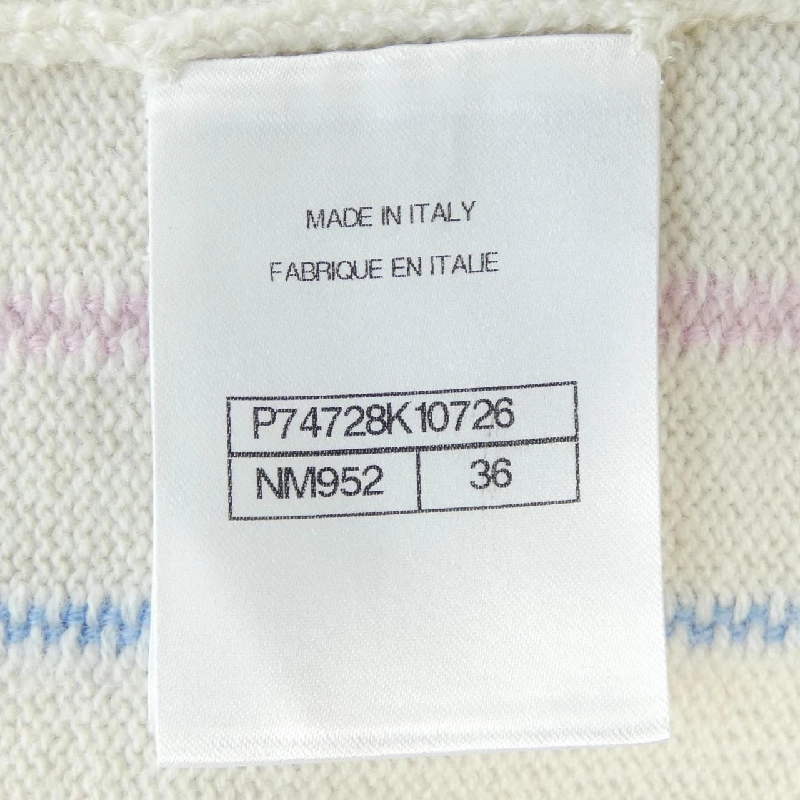 MADE IN ITALY
FABRIQUE EN ITALIE
P74728K10726
NM952 36